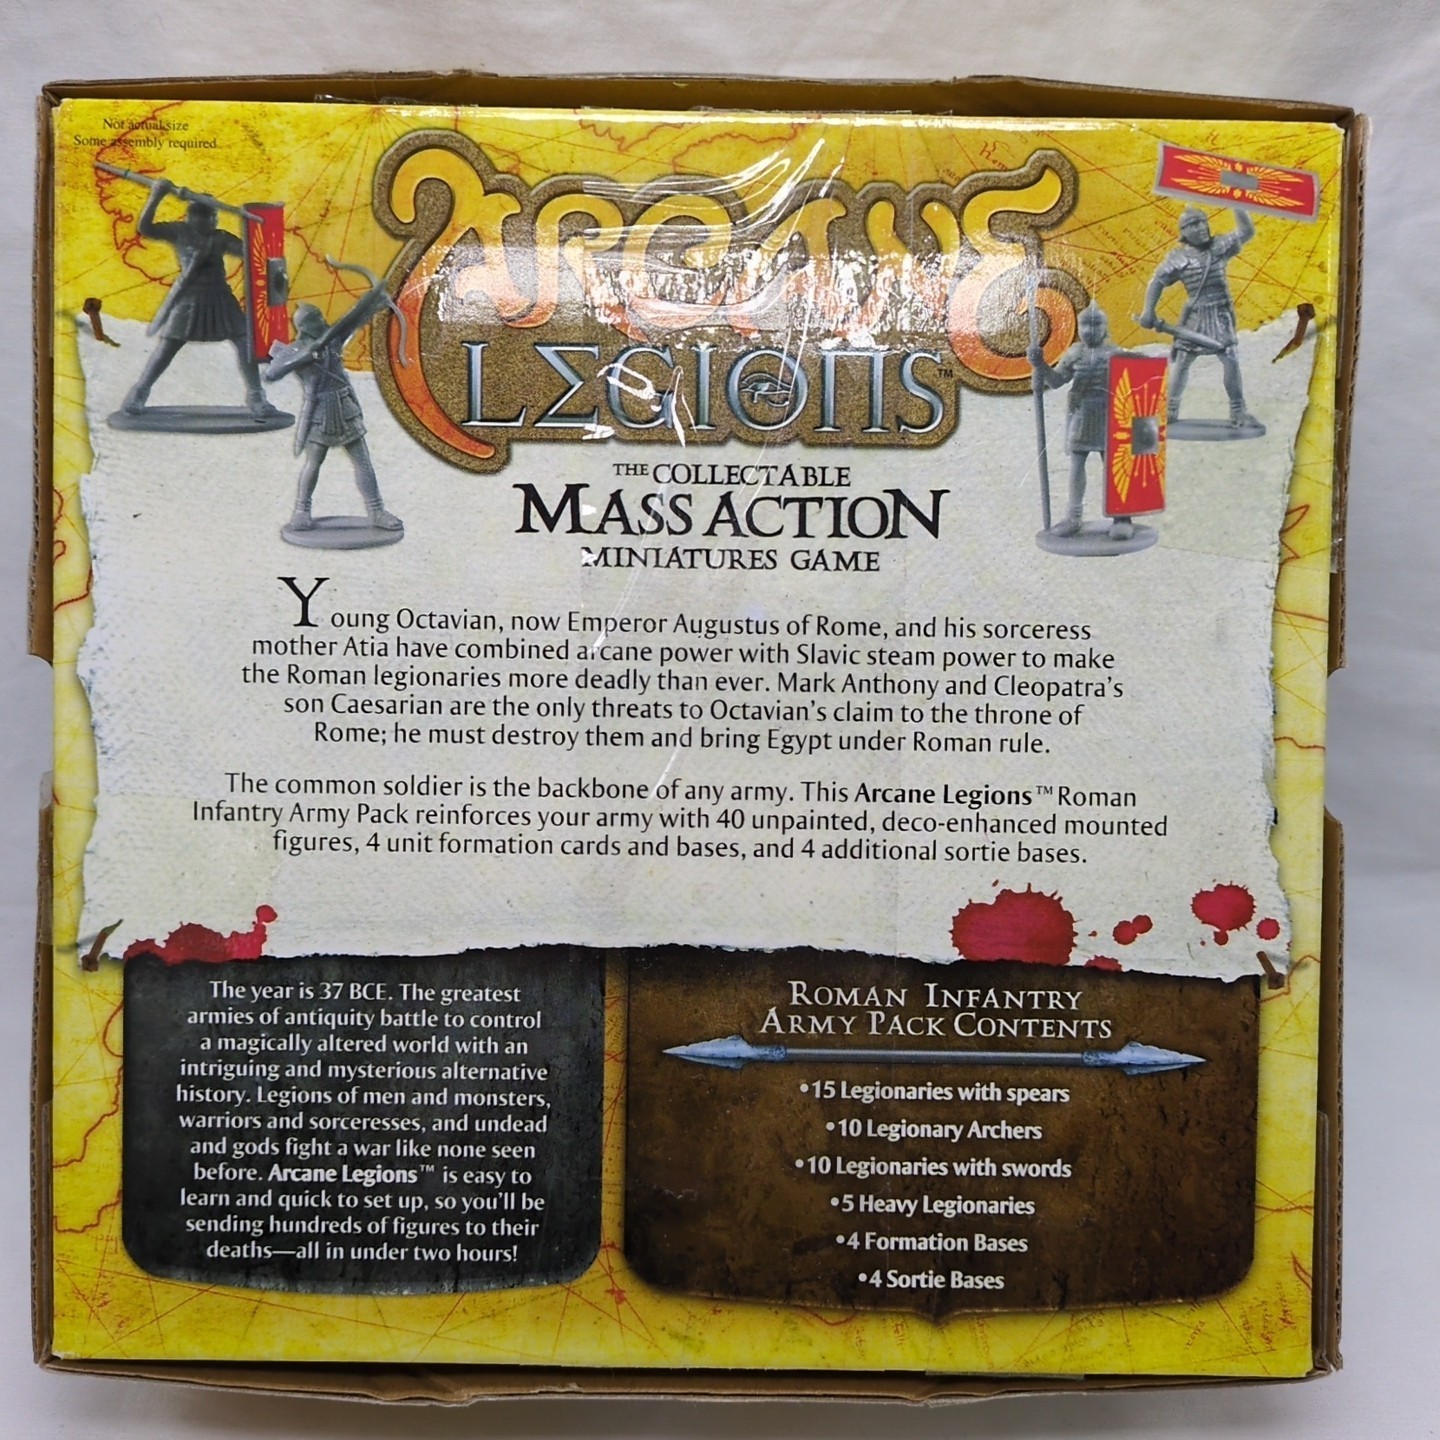 Not actual size
Some assembly required
ARCANE
LEGIONS™
THE COLLECTABLE
MASS ACTION
MINIATURES GAME
Young Octavian, now Emperor Augustus of Rome, and his sorceress
mother Atia have combined arcane power with Slavic steam power to make
the Roman legionaries more deadly than ever. Mark Anthony and Cleopatra's
son Caesarian are the only threats to Octavian's claim to the throne of
Rome; he must destroy them and bring Egypt under Roman rule.
The common soldier is the backbone of any army. This Arcane Legions™ Roman
Infantry Army Pack reinforces your army with 40 unpainted, deco-enhanced mounted
figures, 4 unit formation cards and bases, and 4 additional sortie bases.
The year is 37 BCE. The greatest
armies of antiquity battle to control
a magically altered world with an
intriguing and mysterious alternative
history. Legions of men and monsters,
warriors and sorceresses, and undead
and gods fight a war like none seen
before. Arcane Legions™ is easy to
learn and quick to set up, so you'll be
sending hundreds of figures to their
deaths—all in under two hours!
ROMAN INFANTRY
ARMY PACK CONTENTS
•15 Legionaries with spears
•10 Legionary Archers
•10 Legionaries with swords
•5 Heavy Legionaries
•4 Formation Bases
•4 Sortie Bases